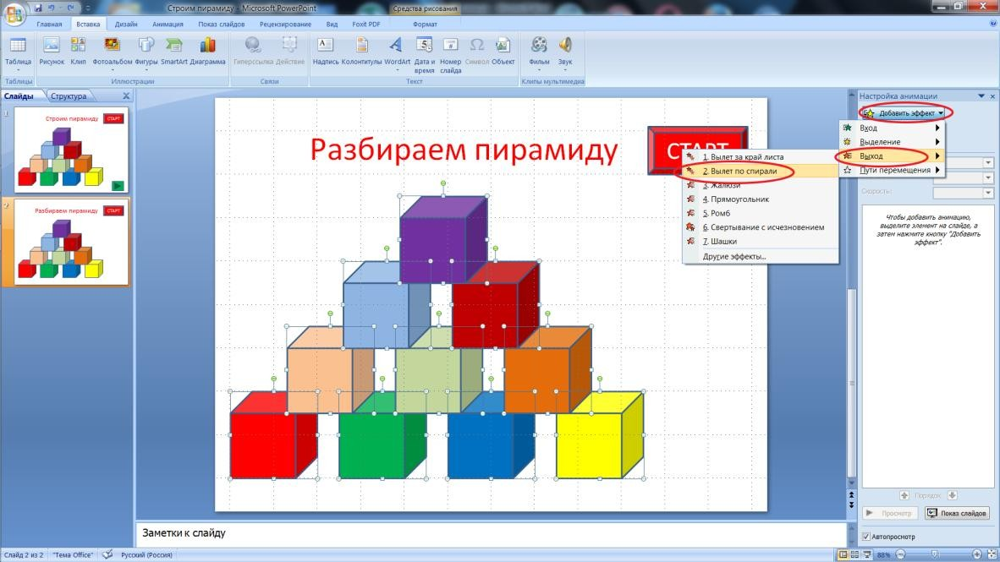 Строим пирамиду - Microsoft PowerPoint
Средства рисования
Главная Вставка Дизайн Анимация Показ слайдов Рецензирование Вид Foxit PDF Формат
Таблица Рисунок Клип Фотоальбом Фигуры SmartArt Диаграмма Гиперссылка Действие Надпись Колонтитулы WordArt Дата и время Номер слайда Символ Объект Фильм Звук
Таблицы Иллюстрации Связи Текст Клипы мультимедиа
Слайды Структура
1
Строим пирамиду СТАРТ
2
Разбираем пирамиду СТАРТ
Разбираем пирамиду
СТАРТ
Настройка анимации
Добавить эффект
Вход
Выделение
Выход
Пути перемещения
Скорость:
1. Вылет за край листа
2. Вылет по спирали
3. Жалюзи
4. Прямоугольник
5. Ромб
6. Свертывание с исчезновением
7. Шашки
Другие эффекты...
Чтобы добавить анимацию,
выделите элемент на слайде, а
затем нажмите кнопку "Добавить
эффект".
Порядок
Просмотр Показ слайдов
Автопросмотр
Заметки к слайду
Слайд 2 из 2 "Тема Office" Русский (Россия) 88%